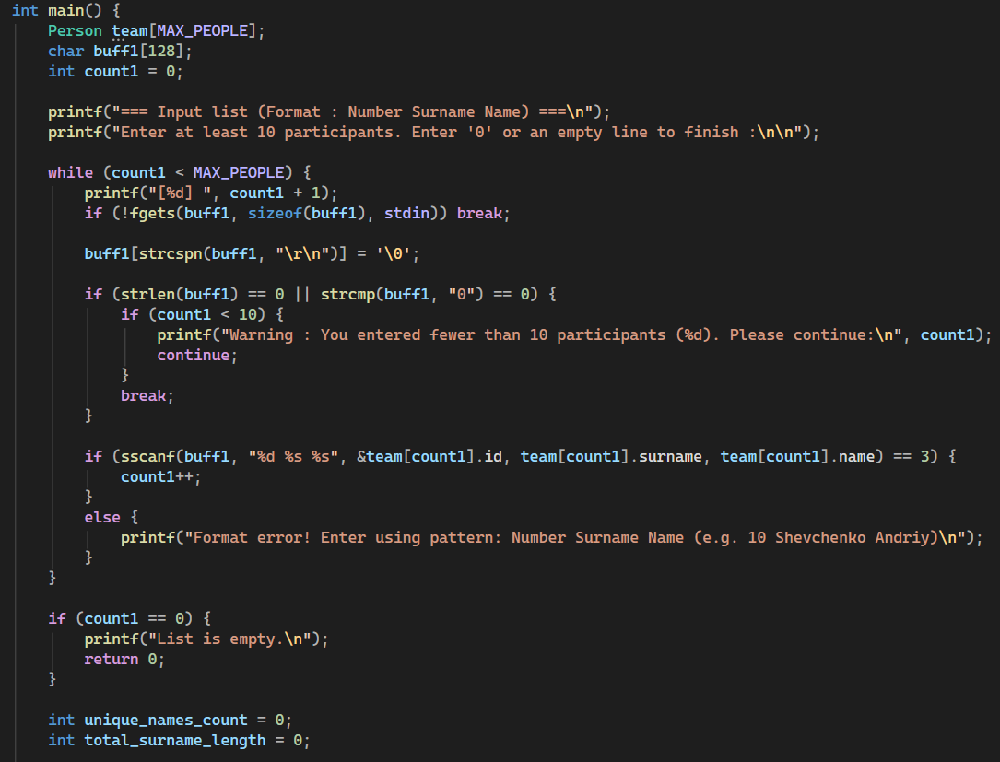 int main() {
    Person team[MAX_PEOPLE];
    char buff1[128];
    int count1 = 0;

    printf("=== Input list (Format : Number Surname Name) ===\n");
    printf("Enter at least 10 participants. Enter '0' or an empty line to finish :\n\n");

    while (count1 < MAX_PEOPLE) {
        printf("[%d] ", count1 + 1);
        if (!fgets(buff1, sizeof(buff1), stdin)) break;

        buff1[strcspn(buff1, "\r\n")] = '\0';

        if (strlen(buff1) == 0 || strcmp(buff1, "0") == 0) {
            if (count1 < 10) {
                printf("Warning : You entered fewer than 10 participants (%d). Please continue:\n", count1);
                continue;
            }
            break;
        }

        if (sscanf(buff1, "%d %s %s", &team[count1].id, team[count1].surname, team[count1].name) == 3) {
            count1++;
        }
        else {
            printf("Format error! Enter using pattern: Number Surname Name (e.g. 10 Shevchenko Andriy)\n");
        }
    }

    if (count1 == 0) {
        printf("List is empty.\n");
        return 0;
    }

    int unique_names_count = 0;
    int total_surname_length = 0;